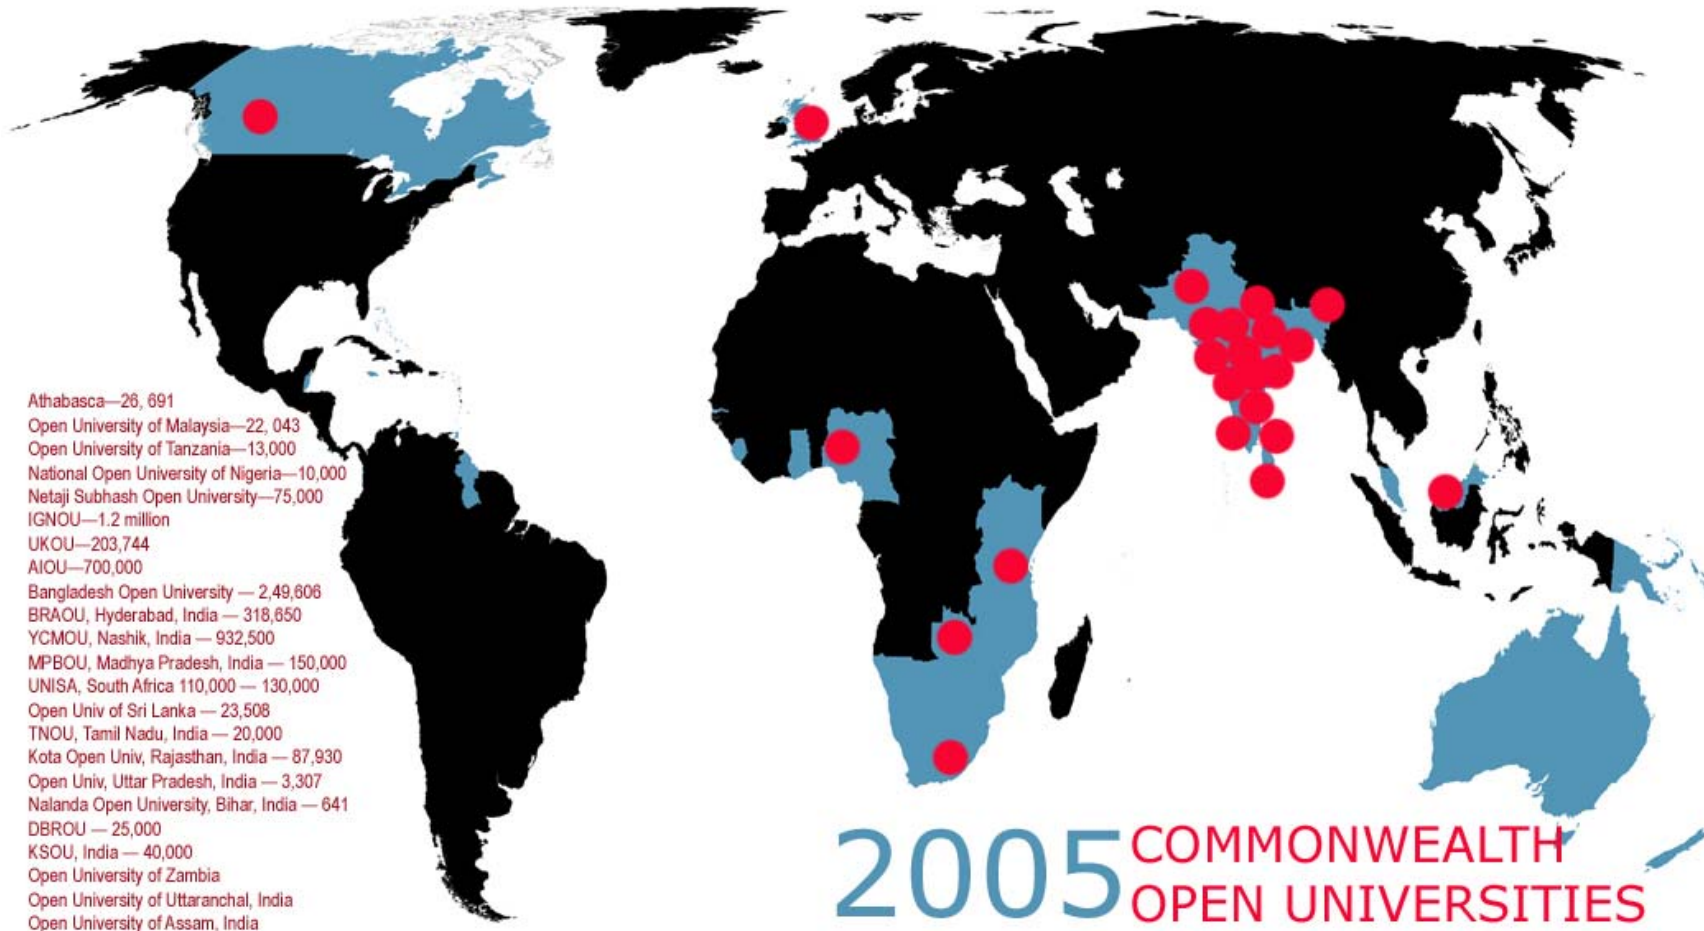 Athabasca—26, 691
Open University of Malaysia—22, 043
Open University of Tanzania—13,000
National Open University of Nigeria—10,000
Netaji Subhash Open University—75,000
IGNOU—1.2 million
UKOU—203,744
AIOU—700,000
Bangladesh Open University — 2,49,606
BRAOU, Hyderabad, India — 318,650
YCMOU, Nashik, India — 932,500
MPBOU, Madhya Pradesh, India — 150,000
UNISA, South Africa 110,000 — 130,000
Open Univ of Sri Lanka — 23,508
TNOU, Tamil Nadu, India — 20,000
Kota Open Univ, Rajasthan, India — 87,930
Open Univ, Uttar Pradesh, India — 3,307
Nalanda Open University, Bihar, India — 641
DBROU — 25,000
KSOU, India — 40,000
Open University of Zambia
Open University of Uttaranchal, India
Open University of Assam, India
2005 COMMONWEALTH
OPEN UNIVERSITIES